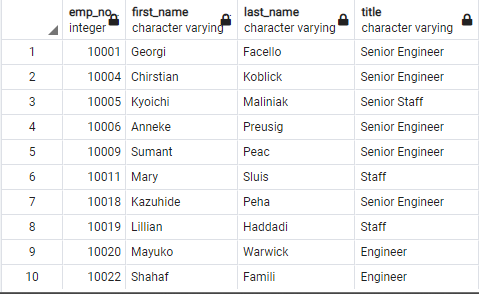 emp_no first_name last_name title
integer character varying character varying character varying
1 10001 Georgi Facello Senior Engineer
2 10004 Chirstian Koblick Senior Engineer
3 10005 Kyoichi Maliniak Senior Staff
4 10006 Anneke Preusig Senior Engineer
5 10009 Sumant Peac Senior Engineer
6 10011 Mary Sluis Staff
7 10018 Kazuhide Peha Senior Engineer
8 10019 Lillian Haddadi Staff
9 10020 Mayuko Warwick Engineer
10 10022 Shahaf Famili Engineer